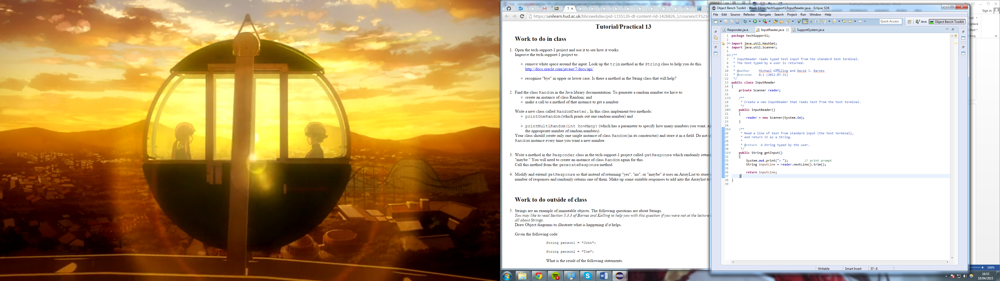 https://unilearn.hud.ac.uk/bbcswebdav/pid-1155126-dt-content-rid-1426826_1/courses/CFS21
Tutorial/Practical 13
Work to do in class
1. Open the tech-support-1 project and use it to see how it works.
Improve the tech-support-1 project to:
remove white space around the input. Look up the trim method in the String class to help you do this.
http://docs.oracle.com/javase/7/docs/api/
recognise "bye" in upper or lower case. Is there a method in the String class that will help?
2. Find the class Random in the Java library documentation. To generate a random number we have to:
create an instance of class Random; and
make a call to a method of that instance to get a number
Write a new class called RandomTester. In this class implement two methods:
printOneRandom (which prints out one random number) and
printMultiRandom(int howMany) (which has a parameter to specify how many numbers you want, a
the appropriate number of random numbers).
Your class should create only one single instance of class Random (in its constructor) and store it in a field. Do not
Random instance every time you want a new number.
3. Write a method in the Responder class in the tech-support-1 project called getResponse which randomly retur
"maybe." You will need to create an instance of class Random again for this.
Call this method from the generateResponse method.
4. Modify and extend getResponse so that instead of returning "yes", "no", or "maybe" it uses an ArrayList to store
number of responses and randomly returns one of them. Make up some suitable responses to add into the Arraylist to
Work to do outside of class
5. Strings are an example of immutable objects. The following questions are about Strings.
You may like to read Section 5.3.3 of Barnes and Kolling to help you with this question if you were not at the lecture
all about Strings.
Draw Object diagrams to illustrate what is happening if it helps.
Given the following code:
String person1 = "John";
String person2 = "Tom";
What is the result of the following statements:
Object Bench Toolkit - Week 13/src/techSupport1/InputReader.java - Eclipse SDK
File Edit Source Refactor Navigate Search Project Run Window Help
Quick Access Java Object Bench Toolkit
Responder.java InputReader.java SupportSystem.java
1 package techSupport1;
2
3 import java.util.HashSet;
4 import java.util.Scanner;
5
6 /**
7 * InputReader reads typed text input from the standard text terminal.
8 * The text typed by a user is returned.
9 *
10 * @author Michael KÃ¶lling and David J. Barnes
11 * @version 0.1 (2011.07.31)
12 */
13 public class InputReader
14 {
15 private Scanner reader;
16
17 /**
18 * Create a new InputReader that reads text from the text terminal.
19 */
20 public InputReader()
21 {
22 reader = new Scanner(System.in);
23 }
24
25 /**
26 * Read a line of text from standard input (the text terminal),
27 * and return it as a String.
28 *
29 * @return A String typed by the user.
30 */
31 public String getInput()
32 {
33 System.out.print("> "); // print prompt
34 String inputLine = reader.nextLine().trim();
35
36 return inputLine;
37 }
38 }
39
Writable Smart Insert 37 : 6
Sign in
100%
16:53
10/04/2015